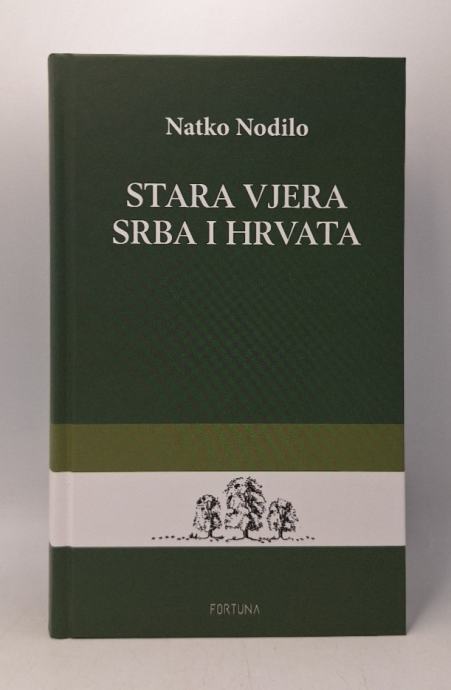 Natko Nodilo
STARA VJERA
SRBA I HRVATA
FORTUNA